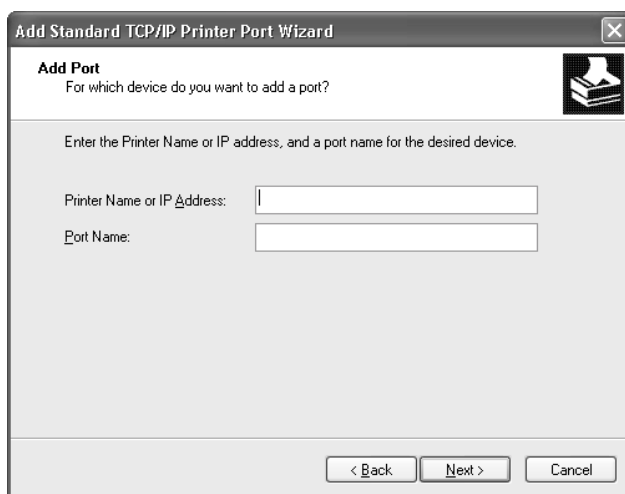 Add Standard TCP/IP Printer Port Wizard
Add Port
For which device do you want to add a port?
Enter the Printer Name or IP address, and a port name for the desired device.
Printer Name or IP Address:
Port Name:
< Back Next > Cancel